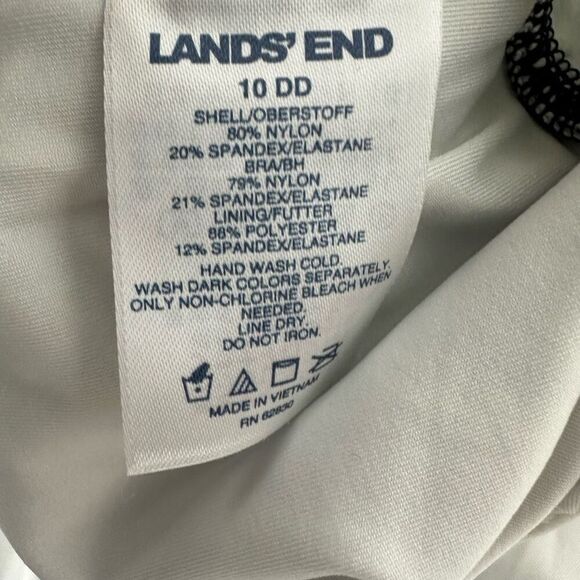 LANDS' END
10 DD
SHELL/OBERSTOFF
80% NYLON
20% SPANDEX/ELASTANE
BRA/BH
79% NYLON
21% SPANDEX/ELASTANE
LINING/FUTTER
88% POLYESTER
12% SPANDEX/ELASTANE
HAND WASH COLD.
WASH DARK COLORS SEPARATELY.
ONLY NON-CHLORINE BLEACH WHEN
NEEDED.
LINE DRY.
DO NOT IRON.
MADE IN VIETNAM
RN 62830